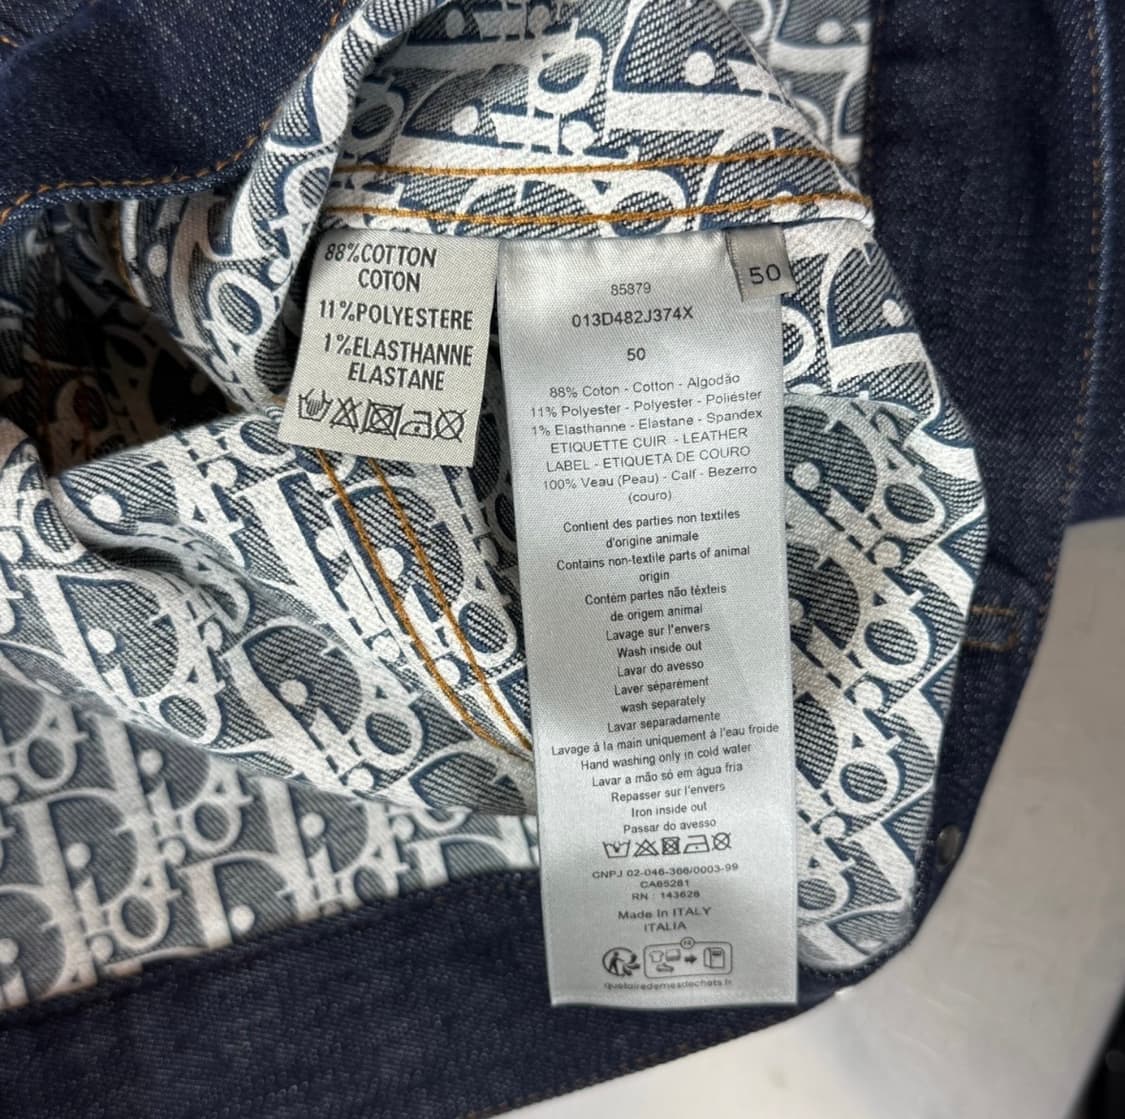 88%COTTON
COTON
11%POLYESTERE
1%ELASTHANNE
ELASTANE
50
85879
013D482J374X
50
88% Coton - Cotton - Algodão
11% Polyester - Polyester - Poliéster
1% Elasthanne - Elastane - Spandex
ETIQUETTE CUIR - LEATHER
LABEL - ETIQUETA DE COURO
100% Veau (Peau) - Calf - Bezerro
(couro)
Contient des parties non textiles
d'origine animale
Contains non-textile parts of animal
origin
Contém partes não têxteis
de origem animal
Lavage sur l'envers
Wash inside out
Lavar do avesso
Laver séparément
wash separately
Lavar separadamente
Lavage à la main uniquement à l'eau froide
Hand washing only in cold water
Lavar a mão só em água fria
Repasser sur l'envers
Iron inside out
Passar do avesso
CNPJ 02-046-366/0003-99
CA65281
RN : 143628
Made In ITALY
ITALIA
FR
quefairedemesdechets.fr
Dior